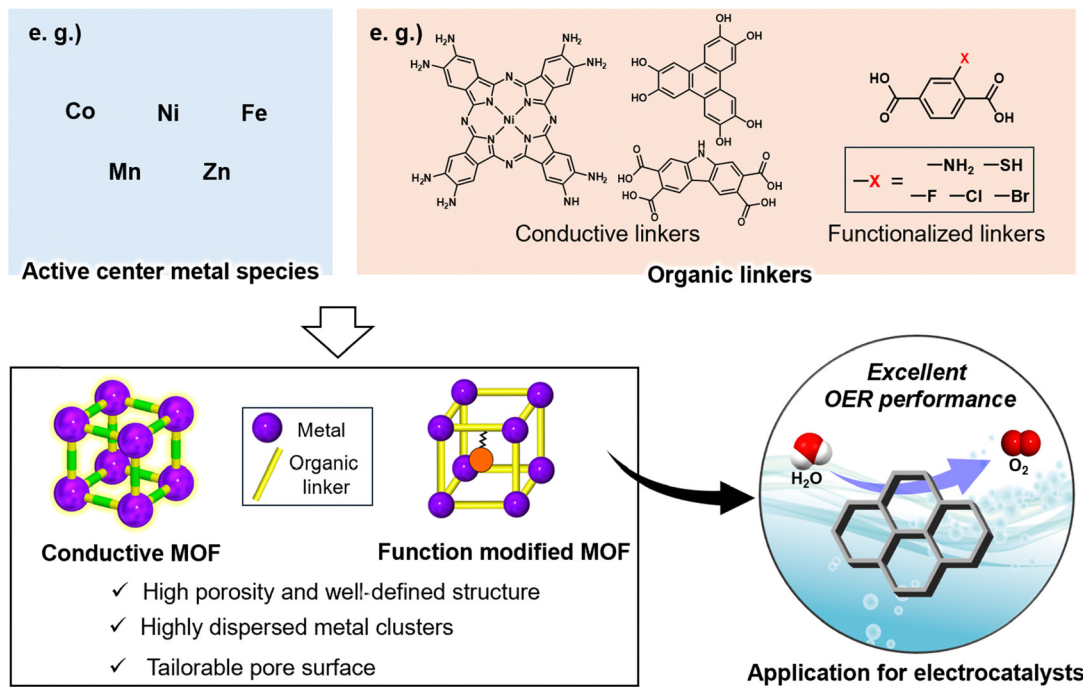 e. g.)
Co Ni Fe
Mn Zn
Active center metal species
e. g.)
H₂N
NH₂
H₂N
NH₂
N N N
N Ni N
N N N
H₂N
NH₂
H₂N
NH
OH
OH
HO
HO
OH
OH
H
N
O
O
HO
OH
HO
OH
O
O
Conductive linkers
X
O
HO
O
OH
—X = —NH₂ —SH
—F —Cl —Br
Functionalized linkers
Organic linkers
Metal
Organic
linker
Conductive MOF
Function modified MOF
✓ High porosity and well-defined structure
✓ Highly dispersed metal clusters
✓ Tailorable pore surface
Excellent
OER performance
H₂O
O₂
Application for electrocatalysts